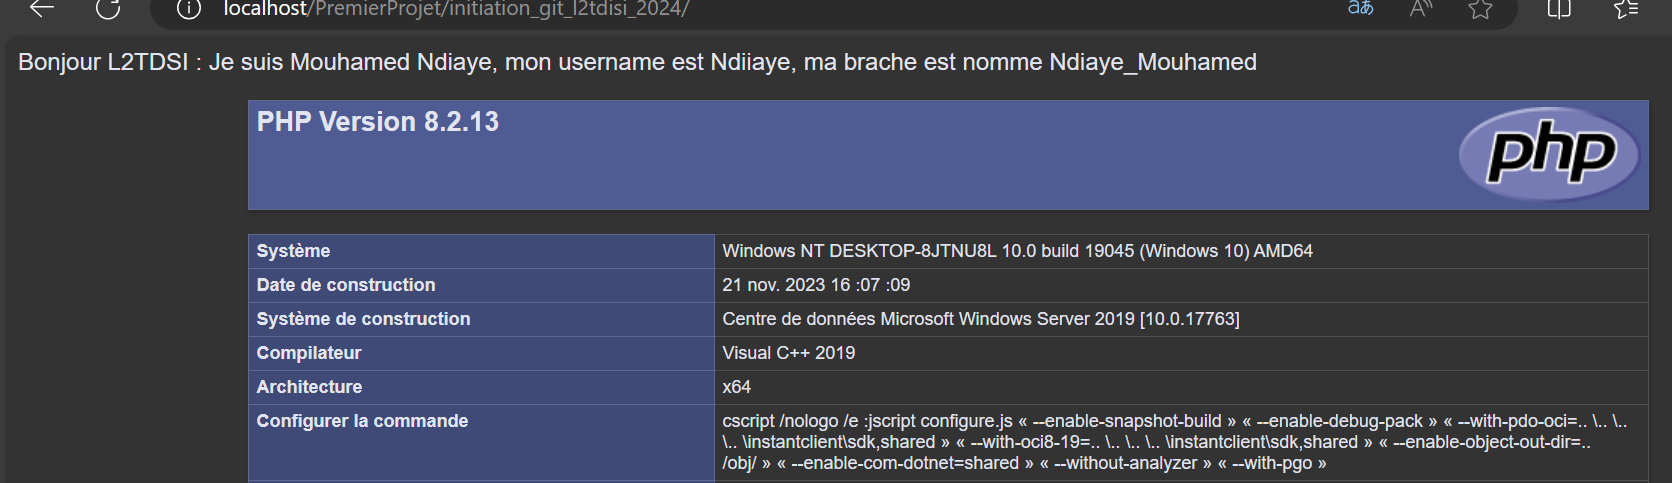 localhost/PremierProjet/initiation_git_l2tdisi_2024/
Bonjour L2TDSI : Je suis Mouhamed Ndiaye, mon username est Ndiiaye, ma brache est nomme Ndiaye_Mouhamed
PHP Version 8.2.13
php
Système Windows NT DESKTOP-8JTNU8L 10.0 build 19045 (Windows 10) AMD64
Date de construction 21 nov. 2023 16 :07 :09
Système de construction Centre de données Microsoft Windows Server 2019 [10.0.17763]
Compilateur Visual C++ 2019
Architecture x64
Configurer la commande cscript /nologo /e :jscript configure.js « --enable-snapshot-build » « --enable-debug-pack » « --with-pdo-oci=.. \.. \..
\.. \instantclient\sdk,shared » « --with-oci8-19=.. \.. \.. \.. \instantclient\sdk,shared » « --enable-object-out-dir=..
/obj/ » « --enable-com-dotnet=shared » « --without-analyzer » « --with-pgo »